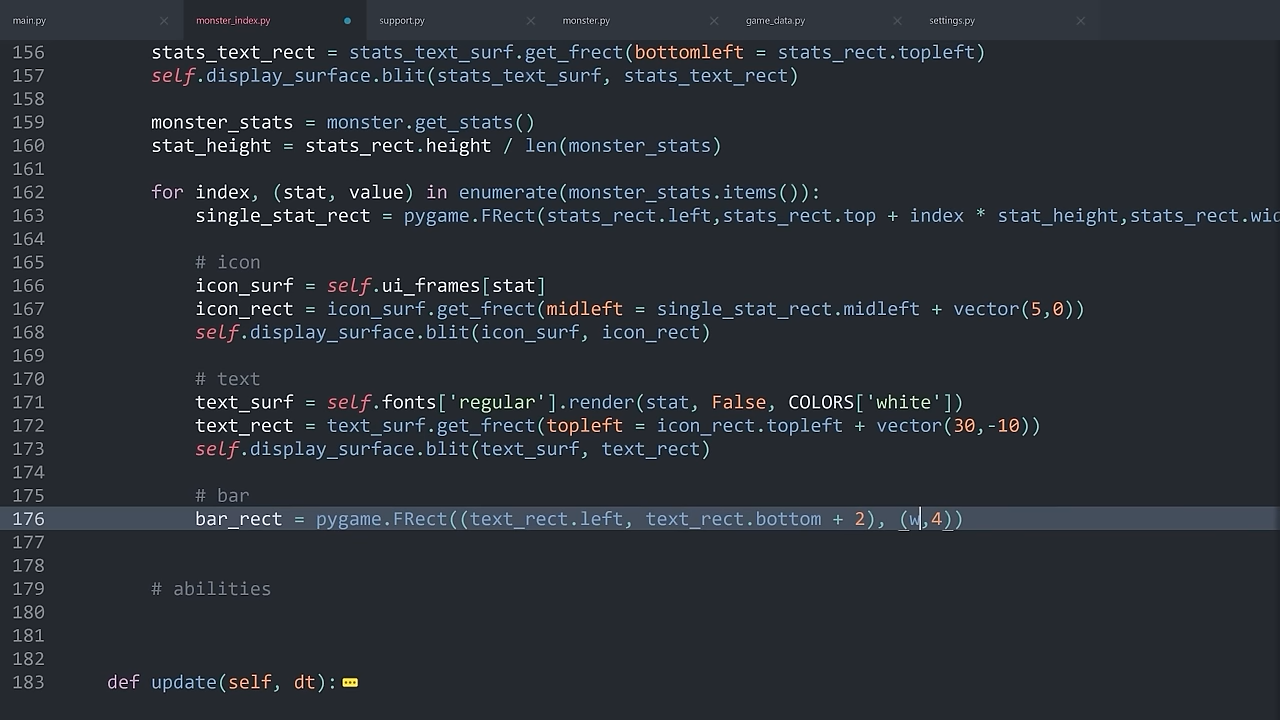 main.py monster_index.py support.py monster.py game_data.py settings.py
156 stats_text_rect = stats_text_surf.get_frect(bottomleft = stats_rect.topleft)
157 self.display_surface.blit(stats_text_surf, stats_text_rect)
158
159 monster_stats = monster.get_stats()
160 stat_height = stats_rect.height / len(monster_stats)
161
162 for index, (stat, value) in enumerate(monster_stats.items()):
163 single_stat_rect = pygame.FRect(stats_rect.left,stats_rect.top + index * stat_height,stats_rect.wid
164
165 # icon
166 icon_surf = self.ui_frames[stat]
167 icon_rect = icon_surf.get_frect(midleft = single_stat_rect.midleft + vector(5,0))
168 self.display_surface.blit(icon_surf, icon_rect)
169
170 # text
171 text_surf = self.fonts['regular'].render(stat, False, COLORS['white'])
172 text_rect = text_surf.get_frect(topleft = icon_rect.topleft + vector(30,-10))
173 self.display_surface.blit(text_surf, text_rect)
174
175 # bar
176 bar_rect = pygame.FRect((text_rect.left, text_rect.bottom + 2), (w,4))
177
178
179 # abilities
180
181
182
183 def update(self, dt):